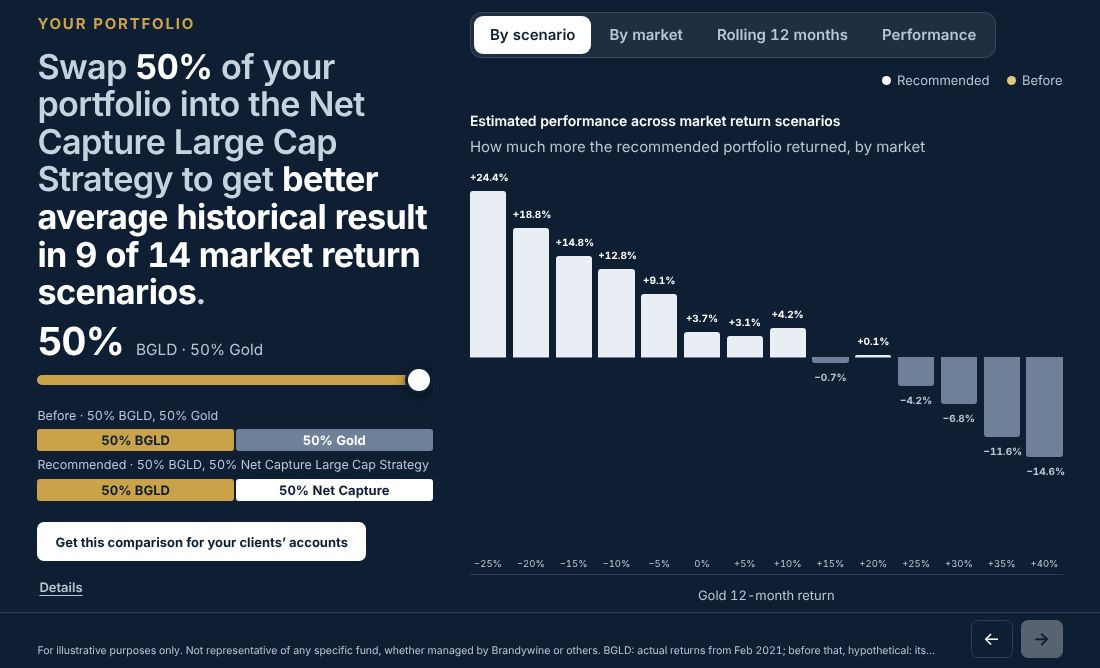 YOUR PORTFOLIO
Swap 50% of your
portfolio into the Net
Capture Large Cap
Strategy to get better
average historical result
in 9 of 14 market return
scenarios.
50% BGLD · 50% Gold
Before · 50% BGLD, 50% Gold
50% BGLD 50% Gold
Recommended · 50% BGLD, 50% Net Capture Large Cap Strategy
50% BGLD 50% Net Capture
Get this comparison for your clients’ accounts
Details
By scenario By market Rolling 12 months Performance
Recommended Before
Estimated performance across market return scenarios
How much more the recommended portfolio returned, by market
+24.4%
+18.8%
+14.8%
+12.8%
+9.1%
+3.7%
+3.1%
+4.2%
−0.7%
+0.1%
−4.2%
−6.8%
−11.6%
−14.6%
−25% −20% −15% −10% −5% 0% +5% +10% +15% +20% +25% +30% +35% +40%
Gold 12-month return
For illustrative purposes only. Not representative of any specific fund, whether managed by Brandywine or others. BGLD: actual returns from Feb 2021; before that, hypothetical: its...